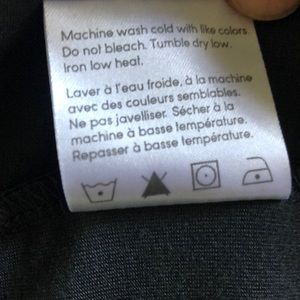 Machine wash cold with like colors.
Do not bleach. Tumble dry low.
Iron low heat.
Laver à l'eau froide, à la machine
avec des couleurs semblables.
Ne pas javelliser. Sécher à la
machine à basse température.
Repasser à basse température.